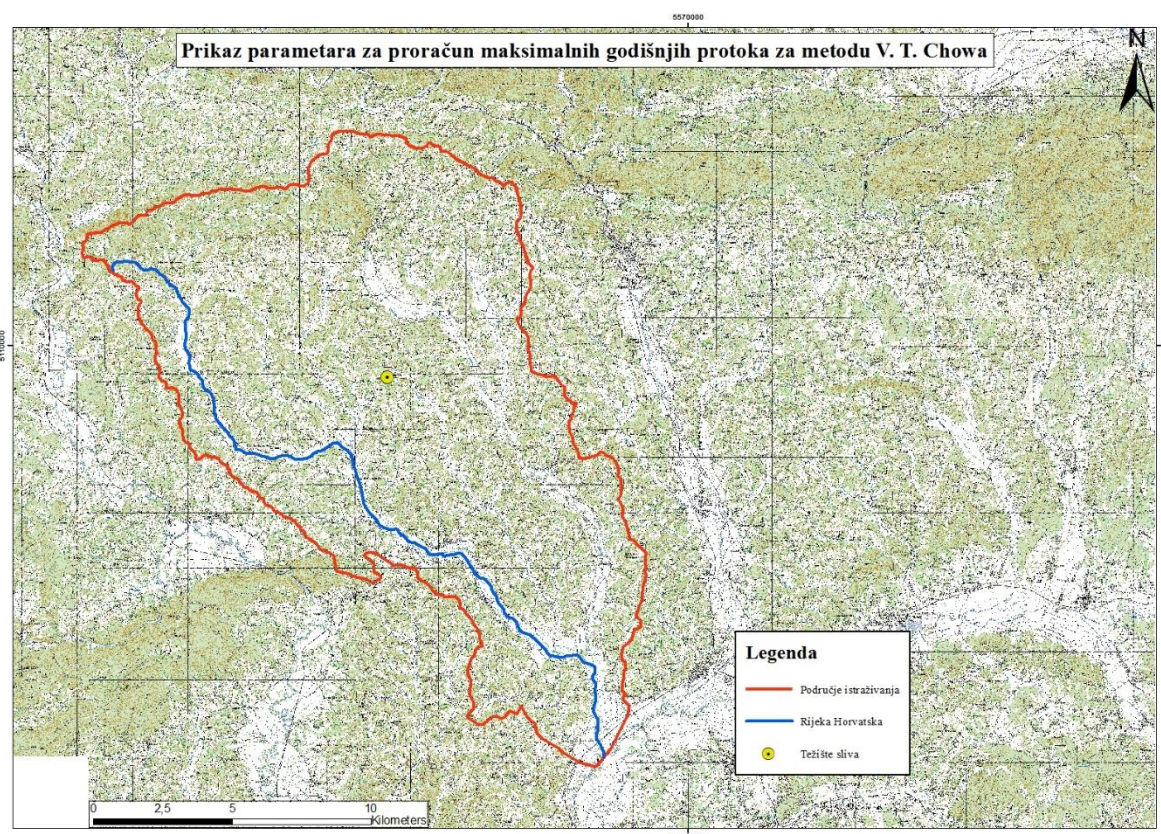 5570000
Prikaz parametara za proračun maksimalnih godišnjih protoka za metodu V. T. Chowa
N
5110000
Legenda
Područje istraživanja
Rijeka Horvatska
Težište sliva
0 2,5 5 10
Kilometers